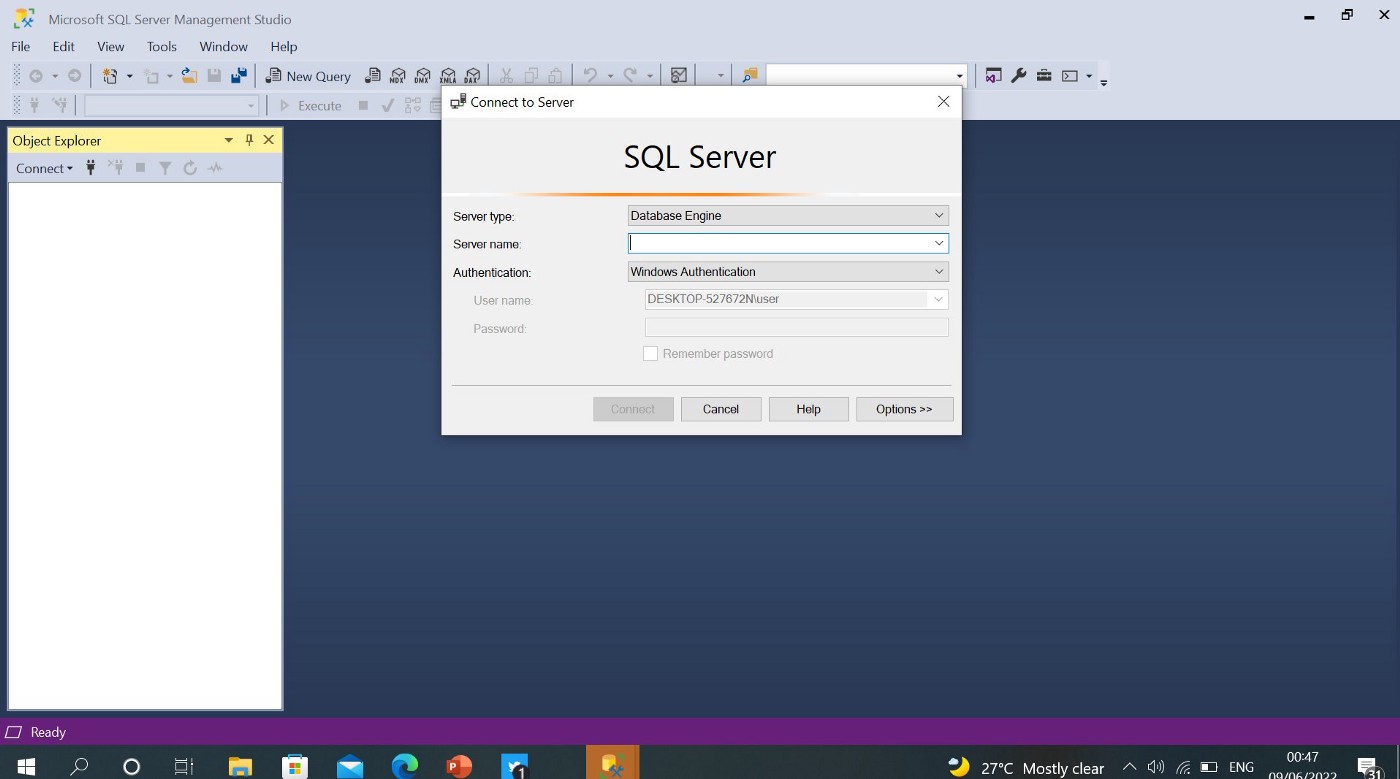 Microsoft SQL Server Management Studio
File Edit View Tools Window Help
New Query MDX DMX XMLA DAX
Execute
Connect to Server
Object Explorer
Connect
SQL Server
Server type: Database Engine
Server name:
Authentication: Windows Authentication
User name: DESKTOP-527672N\user
Password:
Remember password
Connect Cancel Help Options >>
Ready
1 27°C Mostly clear ENG 00:47
09/06/2022 31